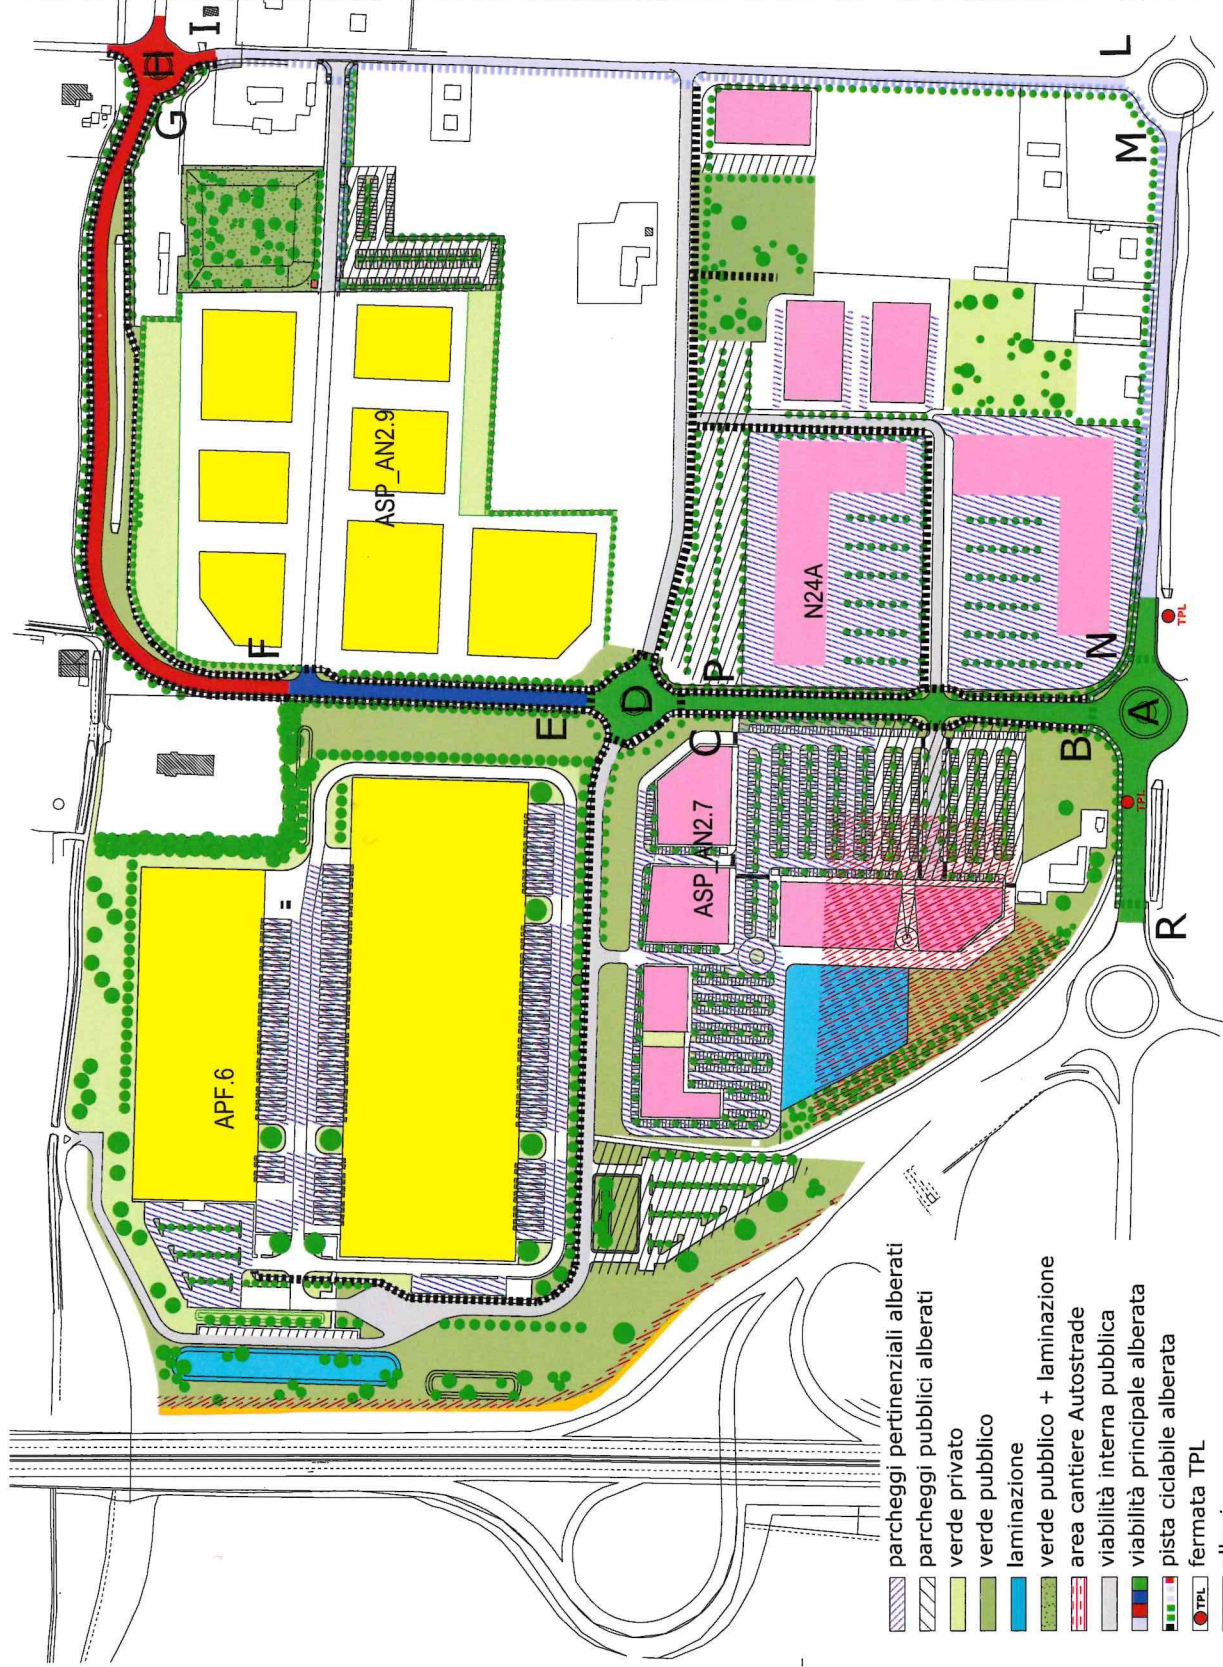 I
H
G
L
M
F
ASP_AN2.9
E
D
P
N24A
N
C
ASP_AN2.7
B
A
TPL
TPL
R
APF.6
parcheggi pertinenziali alberati
parcheggi pubblici alberati
verde privato
verde pubblico
laminazione
verde pubblico + laminazione
area cantiere Autostrade
viabilità interna pubblica
viabilità principale alberata
pista ciclabile alberata
TPL fermata TPL